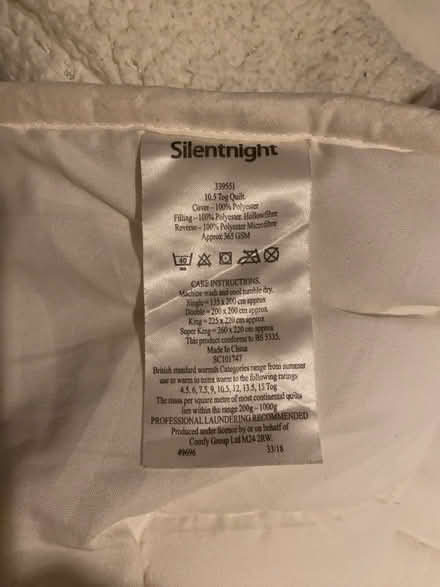 Silentnight
339551
10.5 Tog Quilt
Cover – 100% Polyester
Filling – 100% Polyester Hollowfibre
Reverse – 100% Polyester Microfibre
Approx 365 GSM
40
CARE INSTRUCTIONS.
Machine wash and cool tumble dry.
Single = 135 x 200 cm approx
Double = 200 x 200 cm approx
King = 225 x 220 cm approx
Super King = 260 x 220 cm approx
This product conforms to BS 5335.
Made In China
SC101747
British standard warmth Categories range from summer
use to warm to extra warm to the following ratings
4.5, 6, 7.5, 9, 10.5, 12, 13.5, 15 Tog
The mass per square metre of most continental quilts
lies within the range 200g – 1000g
PROFESSIONAL LAUNDERING RECOMMENDED
Produced under licence by or on behalf of
Comfy Group Ltd M24 2RW.
49696 33/18